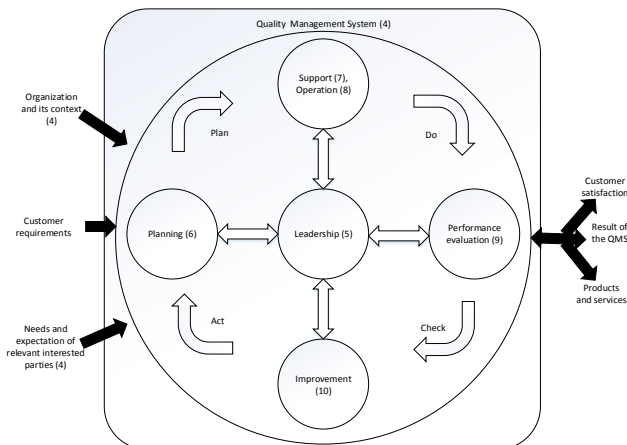 Quality Management System (4)
Support (7),
Operation (8)
Organization
and its context
(4)
Plan
Do
Customer
satisfaction
Customer
requirements
Planning (6)
Leadership (5)
Performance
evaluation (9)
Result of
the QMS
Products
and services
Needs and
expectation of
relevant interested
parties (4)
Act
Check
Improvement
(10)